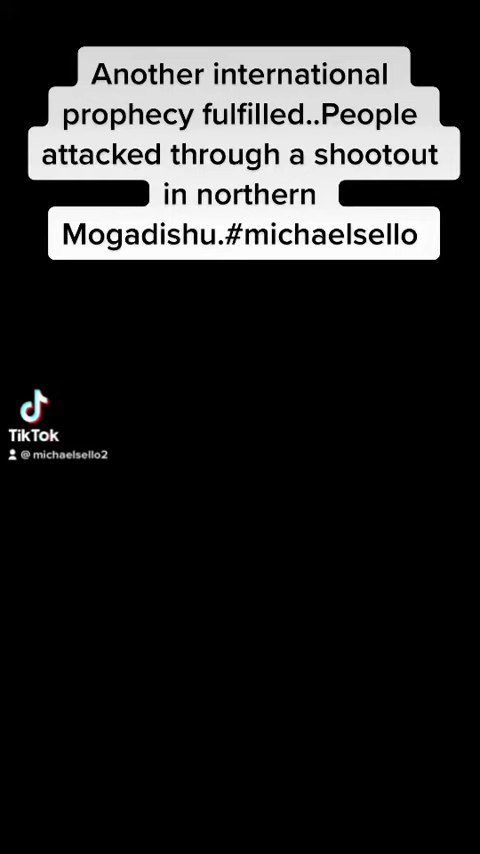 Another international
prophecy fulfilled..People
attacked through a shootout
in northern
Mogadishu.#michaelsello
TikTok
@ michaelsello2